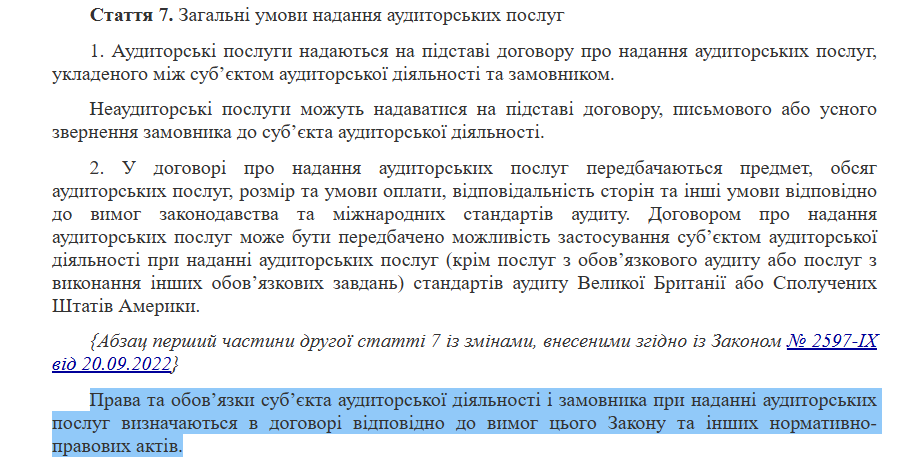 Стаття 7. Загальні умови надання аудиторських послуг
1. Аудиторські послуги надаються на підставі договору про надання аудиторських послуг,
укладеного між суб’єктом аудиторської діяльності та замовником.
Неаудиторські послуги можуть надаватися на підставі договору, письмового або усного
звернення замовника до суб’єкта аудиторської діяльності.
2. У договорі про надання аудиторських послуг передбачаються предмет, обсяг
аудиторських послуг, розмір та умови оплати, відповідальність сторін та інші умови відповідно
до вимог законодавства та міжнародних стандартів аудиту. Договором про надання
аудиторських послуг може бути передбачено можливість застосування суб’єктом аудиторської
діяльності при наданні аудиторських послуг (крім послуг з обов’язкового аудиту або послуг з
виконання інших обов’язкових завдань) стандартів аудиту Великої Британії або Сполучених
Штатів Америки.
{Абзац перший частини другої статті 7 із змінами, внесеними згідно із Законом № 2597-IX
від 20.09.2022}
Права та обов’язки суб’єкта аудиторської діяльності і замовника при наданні аудиторських
послуг визначаються в договорі відповідно до вимог цього Закону та інших нормативно-
правових актів.